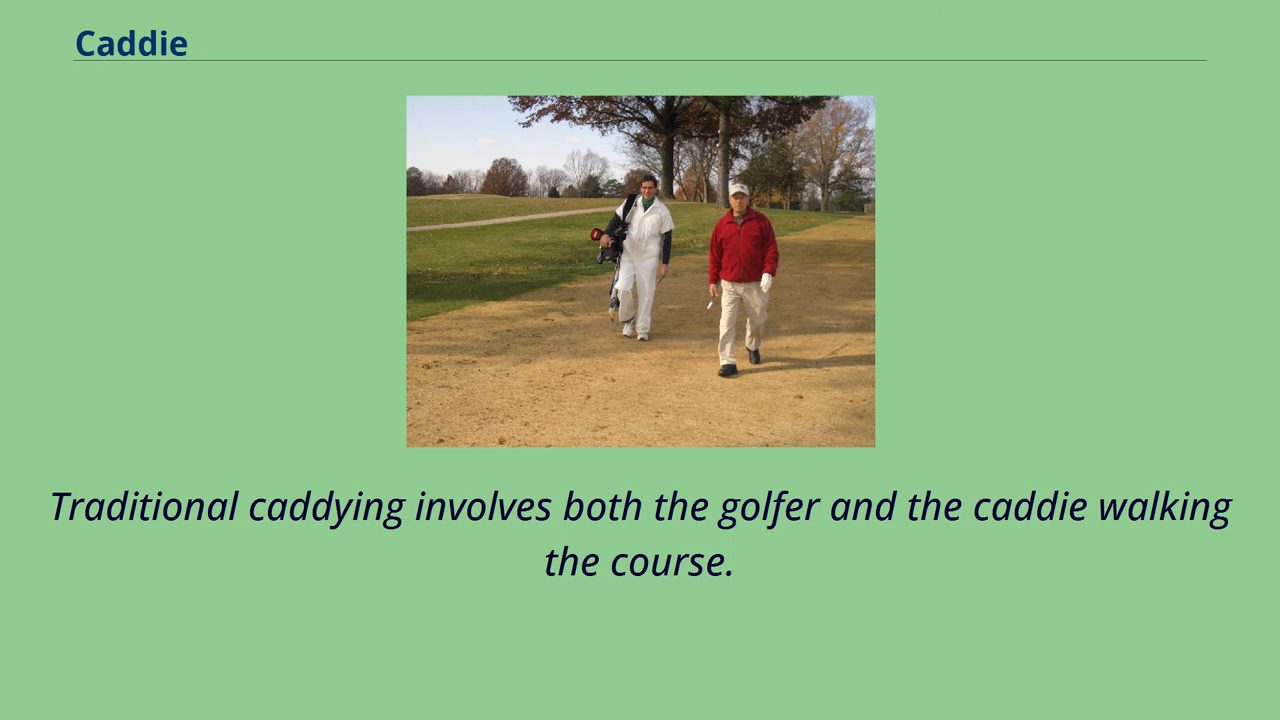 Caddie
Traditional caddying involves both the golfer and the caddie walking
the course.